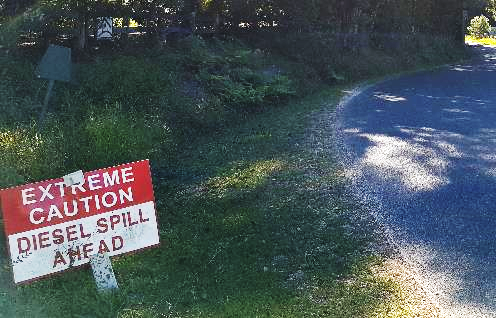 EXTREME
CAUTION
DIESEL SPILL
AHEAD